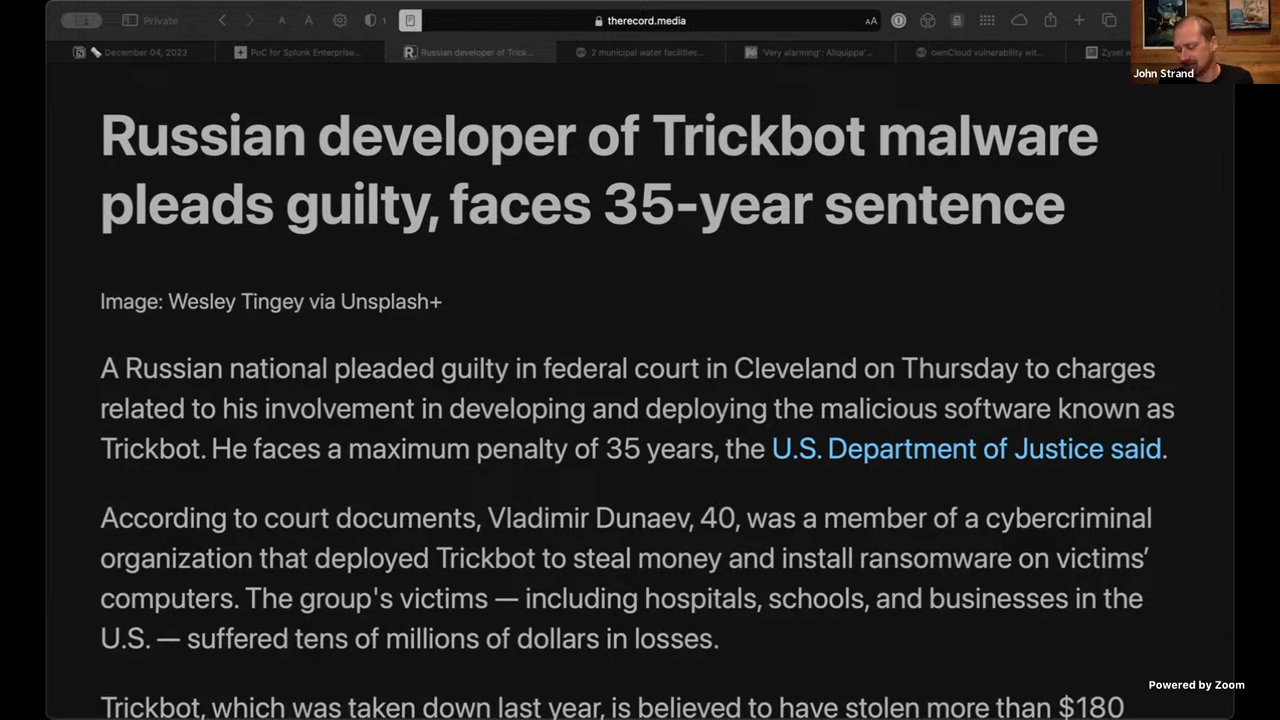 Private
A A
1
therecord.media
AA
December 04, 2023
PoC for Splunk Enterprise...
Russian developer of Trick...
2 municipal water facilities...
'Very alarming': Aliquippa'...
ownCloud vulnerability wit...
Zyxel w
John Strand
Russian developer of Trickbot malware
pleads guilty, faces 35-year sentence
Image: Wesley Tingey via Unsplash+
A Russian national pleaded guilty in federal court in Cleveland on Thursday to charges
related to his involvement in developing and deploying the malicious software known as
Trickbot. He faces a maximum penalty of 35 years, the U.S. Department of Justice said.
According to court documents, Vladimir Dunaev, 40, was a member of a cybercriminal
organization that deployed Trickbot to steal money and install ransomware on victims’
computers. The group's victims — including hospitals, schools, and businesses in the
U.S. — suffered tens of millions of dollars in losses.
Trickbot, which was taken down last year, is believed to have stolen more than $180
Powered by Zoom